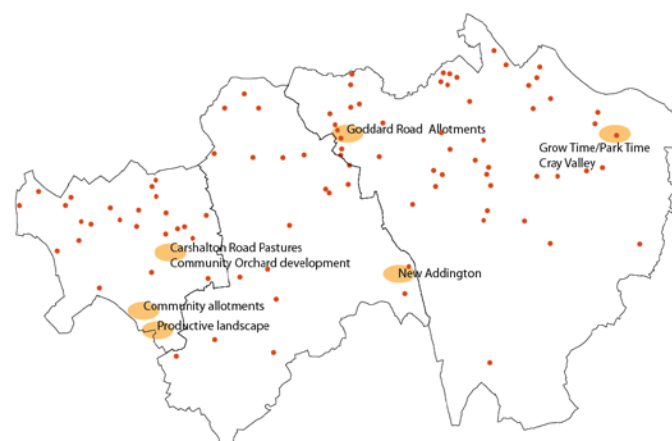 Goddard Road Allotments
Grow Time/Park Time
Cray Valley
Carshalton Road Pastures
Community Orchard development
New Addington
Community allotments
Productive landscape